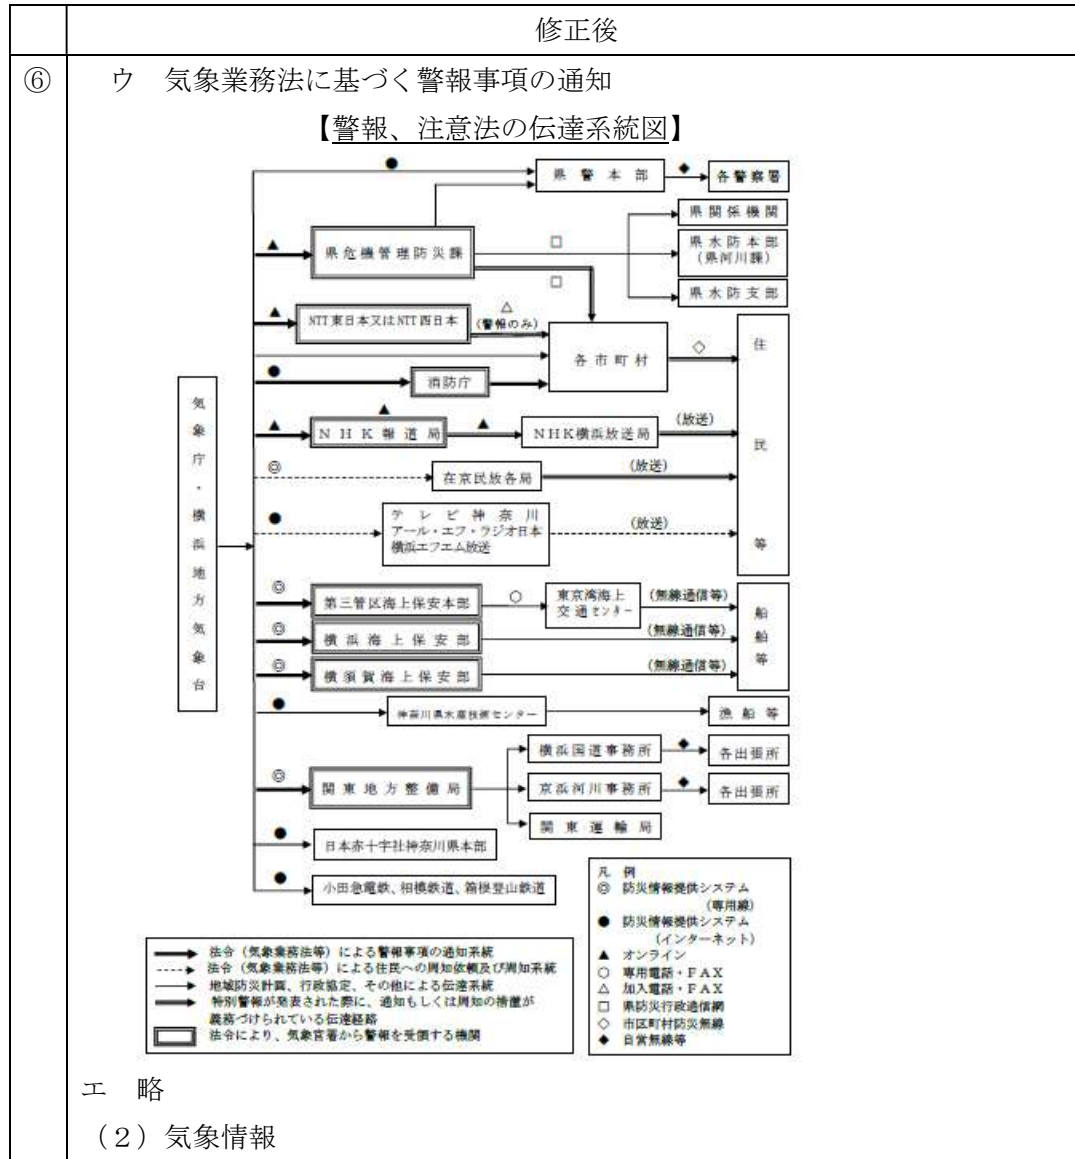 修正後
⑥ ウ 気象業務法に基づく警報事項の通知
【警報、注意法の伝達系統図】
● 県警本部 ◆ 各警察署
県関係機関
▲ 県危機管理防災課 □ 県水防本部
(県河川課)
□
県水防支部
▲ NTT東日本又はNTT西日本 △
(警報のみ)
各市町村 ◇
住民等
● 消防庁
気象庁・横浜地方気象台
▲ NHK報道局 ▲ ▲ NHK横浜放送局 (放送)
◎ 在京民放各局 (放送)
● テレビ神奈川
アール・エフ・ラジオ日本
横浜エフエム放送
(放送)
◎ 第三管区海上保安本部 ○ 東京湾海上
交通センター
(無線通信等)
船舶等
◎ 横浜海上保安部 (無線通信等)
◎ 横須賀海上保安部 (無線通信等)
● 神奈川県水産技術センター 漁船等
横浜国道事務所 ◆ 各出張所
◎ 関東地方整備局 京浜河川事務所 ◆ 各出張所
関東運輸局
● 日本赤十字社神奈川県本部
● 小田急電鉄、相模鉄道、箱根登山鉄道
法令(気象業務法等)による警報事項の通知系統
法令(気象業務法等)による住民への周知依頼及び周知系統
地域防災計画、行政協定、その他による伝達系統
特別警報が発表された際に、通知もしくは周知の措置が
義務づけられている伝達経路
法令により、気象官署から警報を受領する機関
凡 例
◎ 防災情報提供システム
(専用線)
● 防災情報提供システム
(インターネット)
▲ オンライン
○ 専用電話・FAX
△ 加入電話・FAX
□ 県防災行政通信網
◇ 市区町村防災無線
◆ 自営無線等
エ 略
(2)気象情報